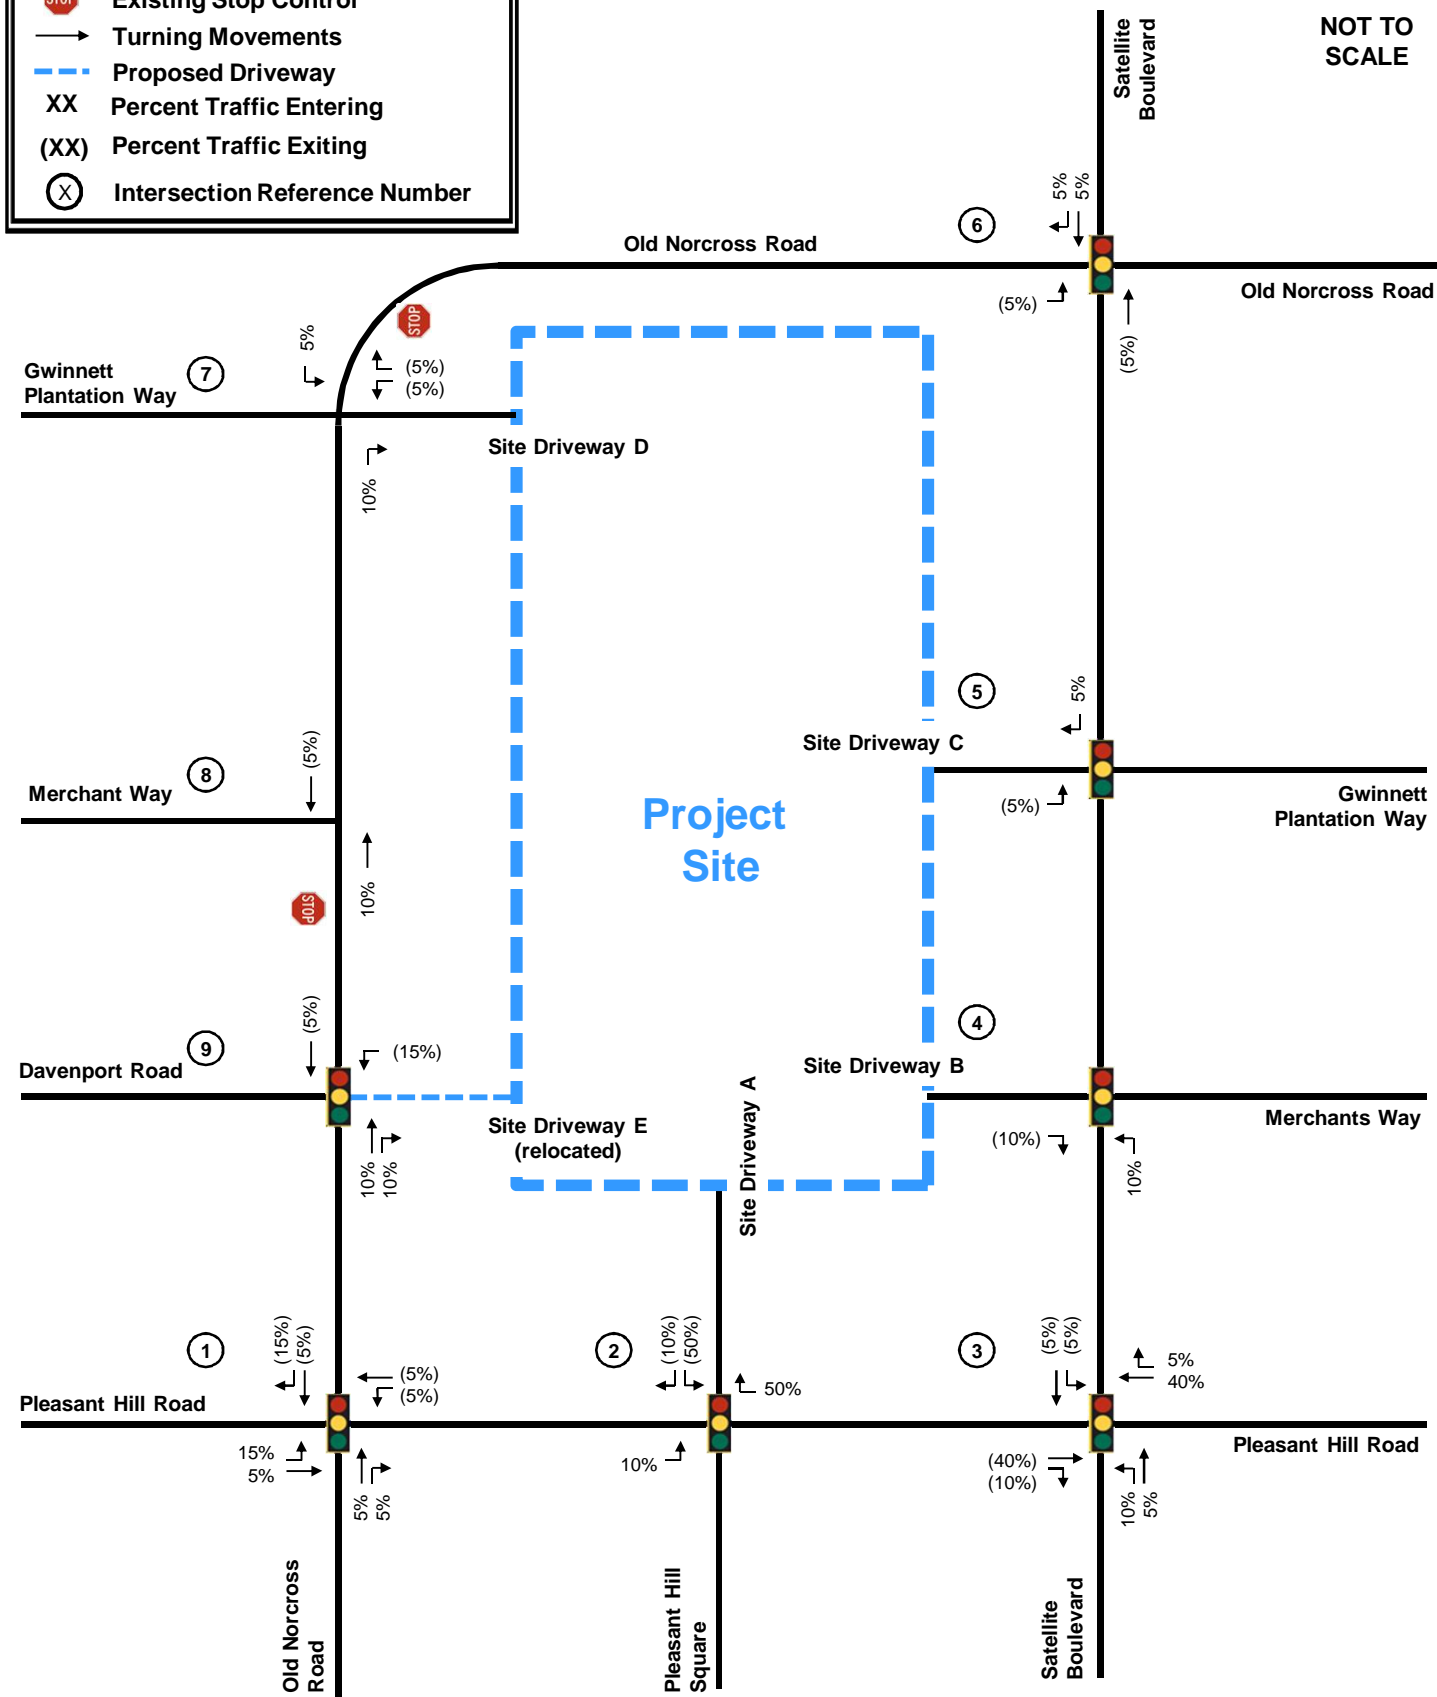 STOP Existing Stop Control
Turning Movements
Proposed Driveway
XX Percent Traffic Entering
(XX) Percent Traffic Exiting
X Intersection Reference Number
NOT TO
SCALE
Satellite
Boulevard
5%
5%
6
Old Norcross Road
Old Norcross Road
(5%)
(5%)
STOP
5%
(5%)
(5%)
Gwinnett
Plantation Way
7
Site Driveway D
10%
5
5%
Site Driveway C
(5%)
Gwinnett
Plantation Way
(5%)
8
Merchant Way
10%
STOP
Project
Site
(5%)
9
Davenport Road
(15%)
Site Driveway E
(relocated)
10%
10%
4
Site Driveway B
Site Driveway A
Merchants Way
(10%)
10%
1
(15%)
(5%)
(5%)
(5%)
Pleasant Hill Road
15%
5%
5%
5%
2
(10%)
(50%)
50%
10%
3
(5%)
(5%)
5%
40%
Pleasant Hill Road
(40%)
(10%)
10%
5%
Old Norcross
Road
Pleasant Hill
Square
Satellite
Boulevard